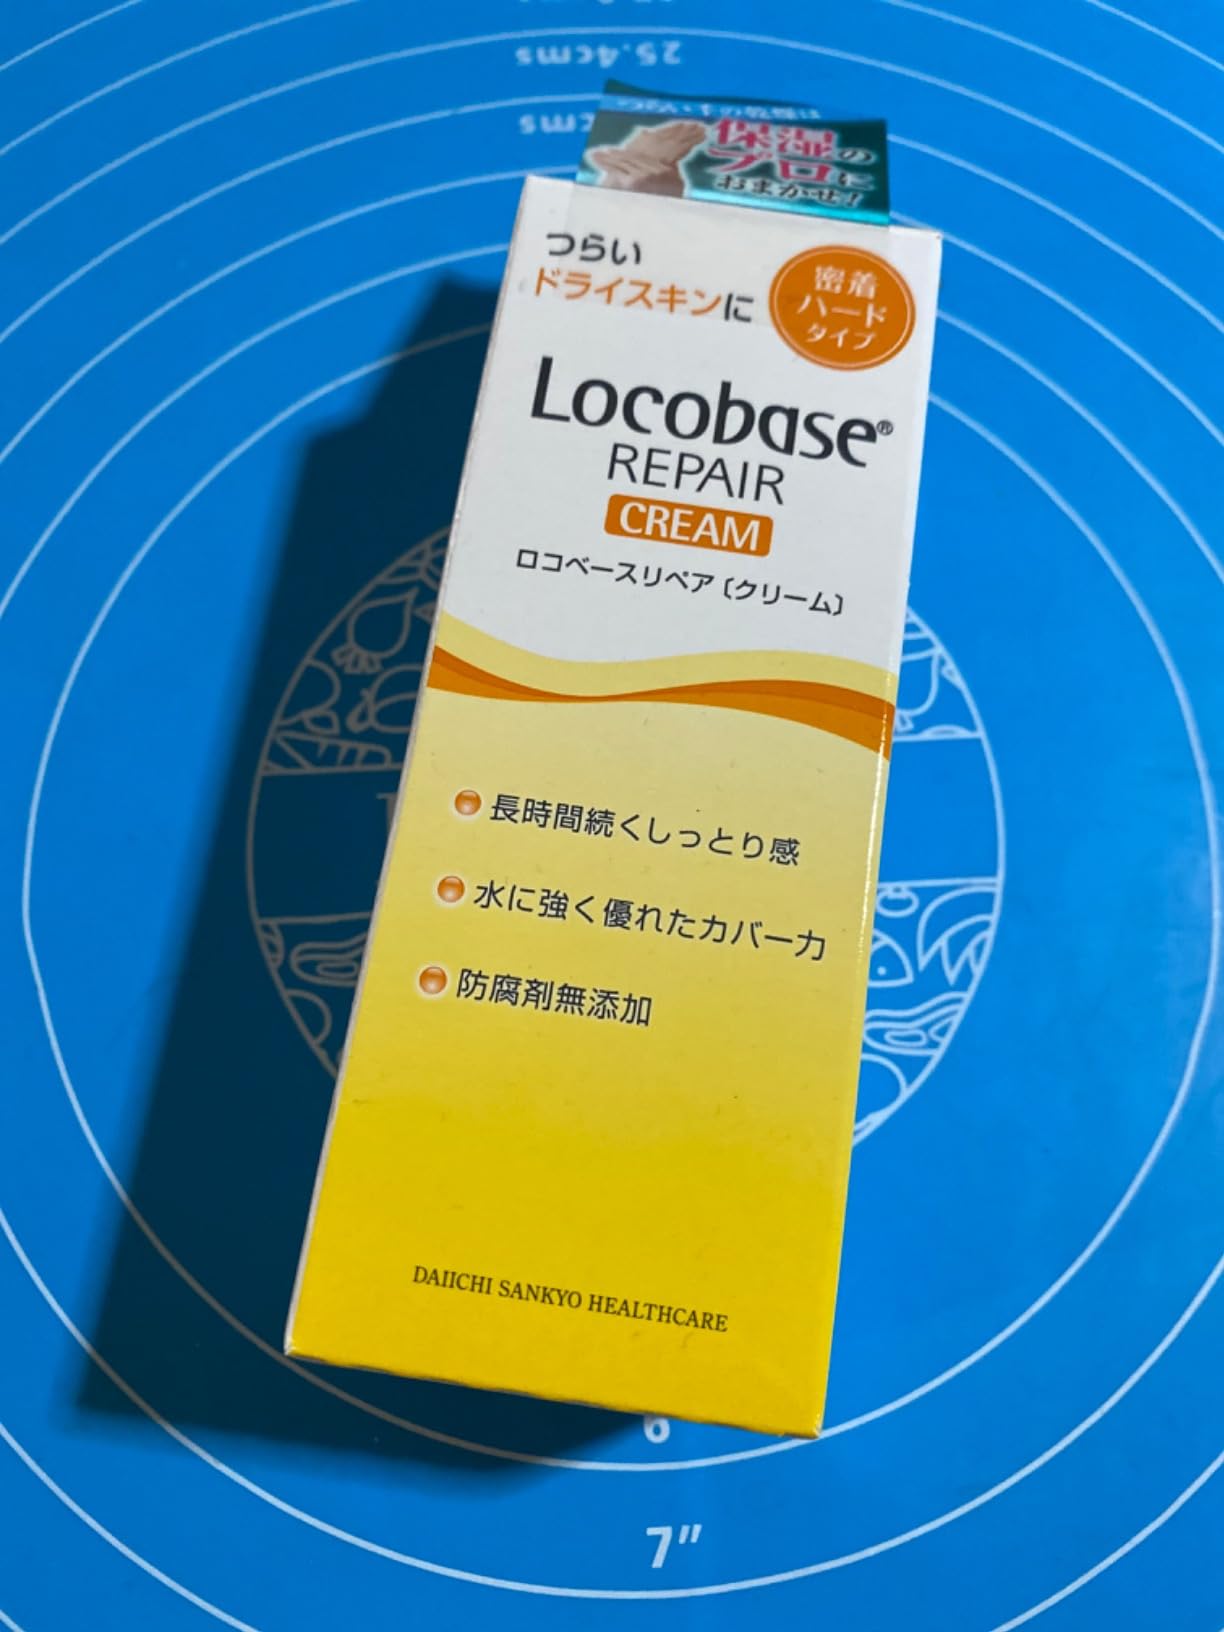 25.4cms
保湿の
プロに
おまかせ!
つらい
ドライスキンに
密着
ハード
タイプ
Locobase®
REPAIR
CREAM
ロコベースリペア〔クリーム〕
長時間続くしっとり感
水に強く優れたカバー力
防腐剤無添加
DAIICHI SANKYO HEALTHCARE
6
7"